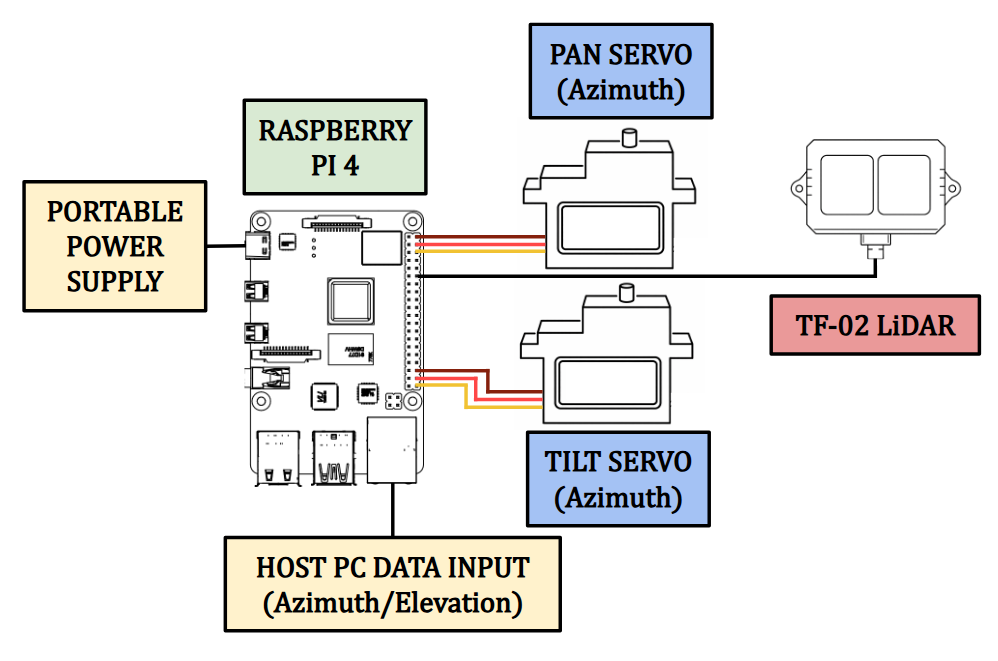 PAN SERVO
(Azimuth)
RASPBERRY
PI 4
PORTABLE
POWER
SUPPLY
TF-02 LiDAR
TILT SERVO
(Azimuth)
HOST PC DATA INPUT
(Azimuth/Elevation)